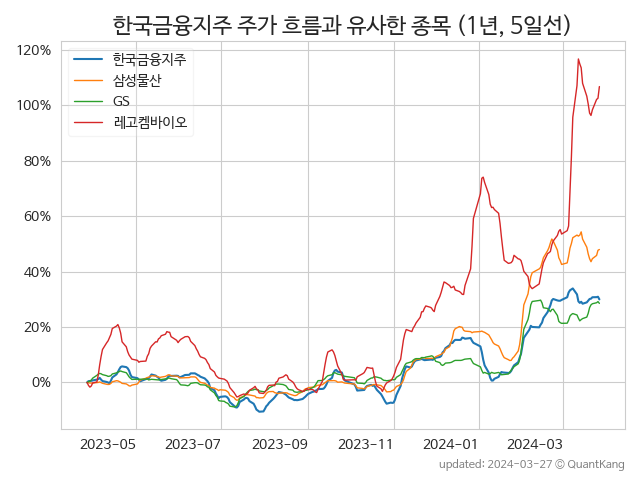 한국금융지주 주가 흐름과 유사한 종목 (1년, 5일선)
120%
100%
80%
60%
40%
20%
0%
한국금융지주
삼성물산
GS
레고켐바이오
2023-05 2023-07 2023-09 2023-11 2024-01 2024-03
updated: 2024-03-27 © QuantKang